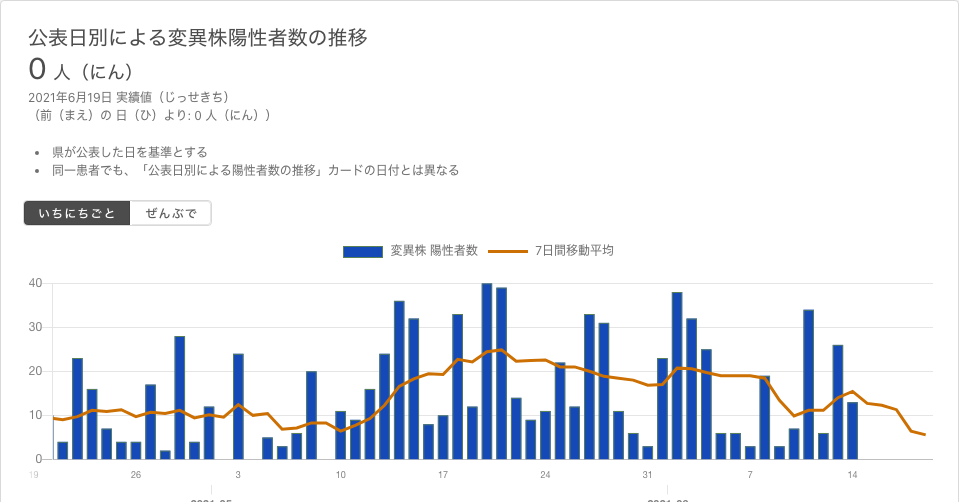 公表日別による変異株陽性者数の推移
0 人（にん）
2021年6月19日 実績値（じっせきち）
（前（まえ）の 日（ひ）より: 0 人（にん））
県が公表した日を基準とする
同一患者でも、「公表日別による陽性者数の推移」カードの日付とは異なる
いちにちごと ぜんぶで
変異株 陽性者数 7日間移動平均
40
30
20
10
0
19 26 3 10 17 24 31 7 14